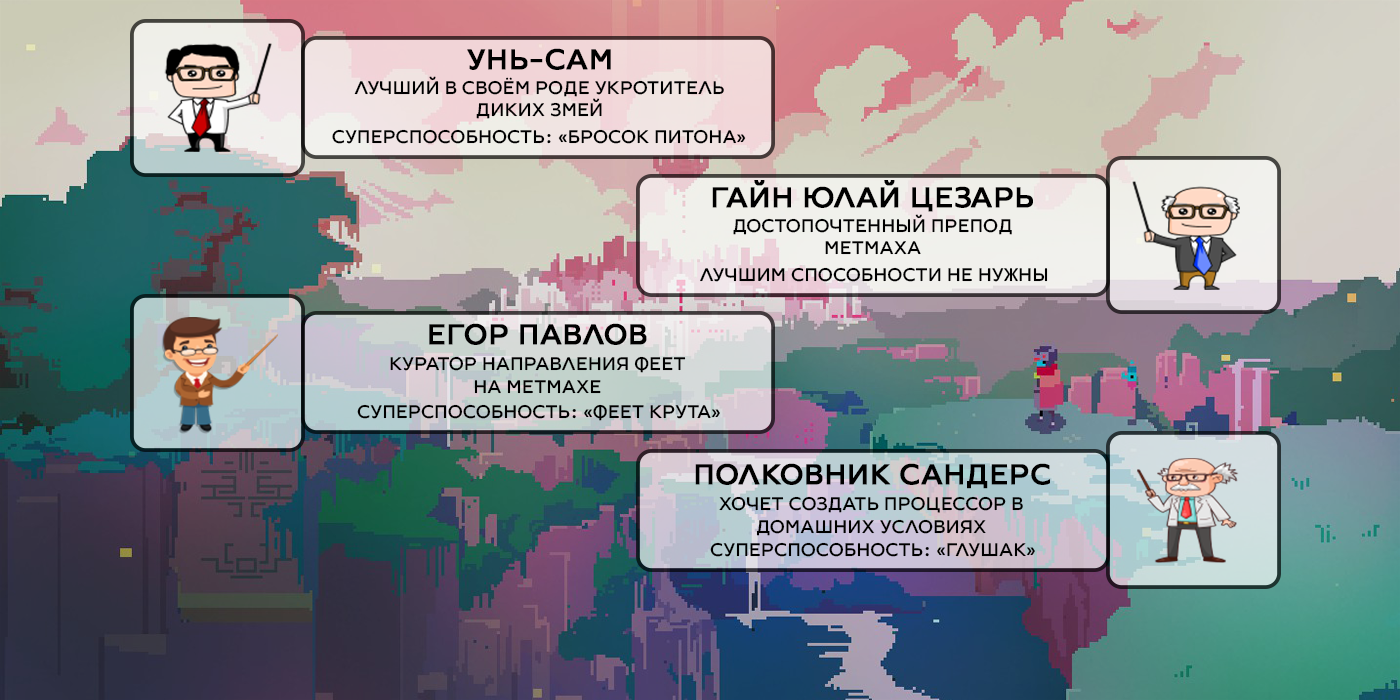 УНЬ-САМ
ЛУЧШИЙ В СВОЁМ РОДЕ УКРОТИТЕЛЬ
ДИКИХ ЗМЕЙ
СУПЕРСПОСОБНОСТЬ: «БРОСОК ПИТОНА»
ГАЙН ЮЛАЙ ЦЕЗАРЬ
ДОСТОПОЧТЕННЫЙ ПРЕПОД
МЕТМАХА
ЛУЧШИМ СПОСОБНОСТИ НЕ НУЖНЫ
ЕГОР ПАВЛОВ
КУРАТОР НАПРАВЛЕНИЯ ФЕЕТ
НА МЕТМАХЕ
СУПЕРСПОСОБНОСТЬ: «ФЕЕТ КРУТА»
ПОЛКОВНИК САНДЕРС
ХОЧЕТ СОЗДАТЬ ПРОЦЕССОР В
ДОМАШНИХ УСЛОВИЯХ
СУПЕРСПОСОБНОСТЬ: «ГЛУШАК»